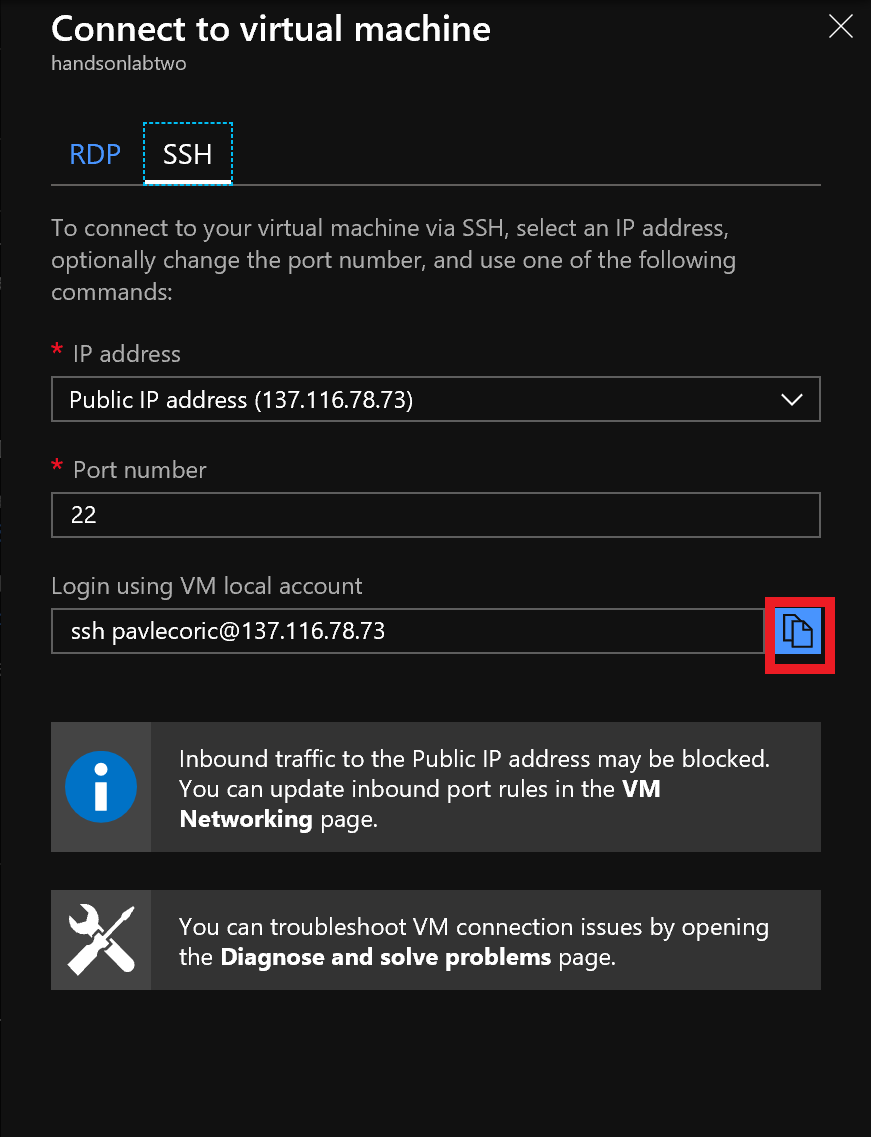 Connect to virtual machine
handsonlabtwo
RDP SSH
To connect to your virtual machine via SSH, select an IP address,
optionally change the port number, and use one of the following
commands:
* IP address
Public IP address (137.116.78.73)
* Port number
22
Login using VM local account
ssh pavlecoric@137.116.78.73
Inbound traffic to the Public IP address may be blocked.
You can update inbound port rules in the VM
Networking page.
You can troubleshoot VM connection issues by opening
the Diagnose and solve problems page.